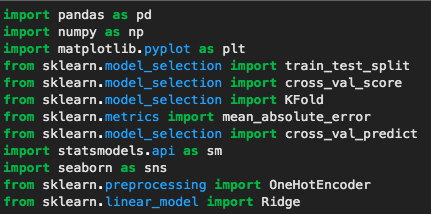 import pandas as pd
import numpy as np
import matplotlib.pyplot as plt
from sklearn.model_selection import train_test_split
from sklearn.model_selection import cross_val_score
from sklearn.model_selection import KFold
from sklearn.metrics import mean_absolute_error
from sklearn.model_selection import cross_val_predict
import statsmodels.api as sm
import seaborn as sns
from sklearn.preprocessing import OneHotEncoder
from sklearn.linear_model import Ridge